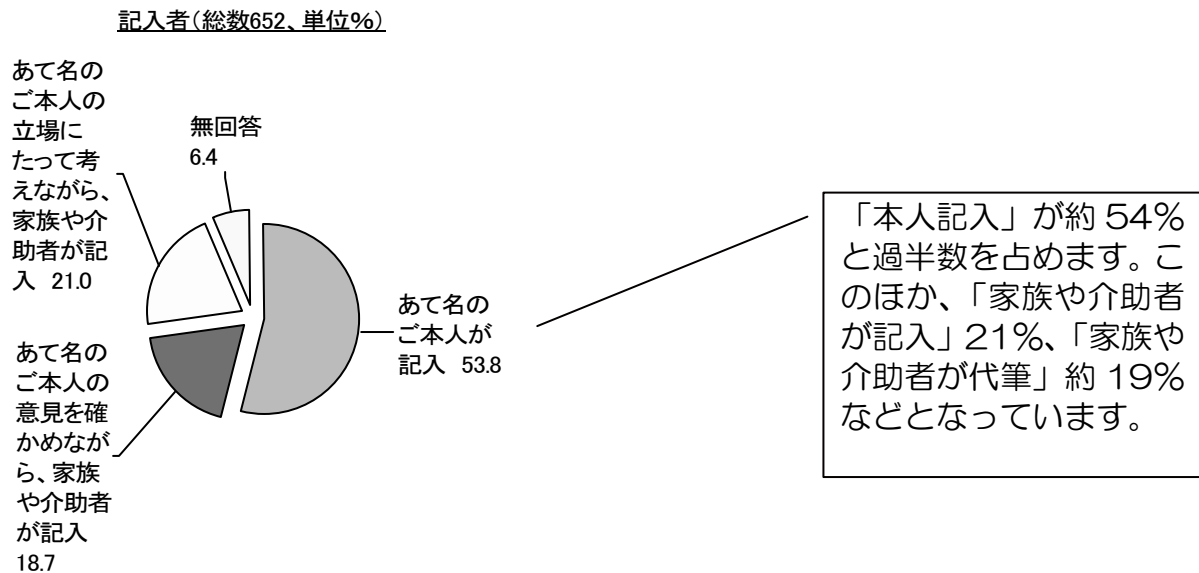 記入者(総数652、単位%)
あて名の
ご本人の
立場に
たって考
えながら、
家族や介
助者が記
入 21.0
無回答
6.4
あて名の
ご本人が
記入 53.8
あて名の
ご本人の
意見を確
かめなが
ら、家族
や介助者
が記入
18.7
「本人記入」が約 54%
と過半数を占めます。こ
のほか、「家族や介助者
が記入」21%、「家族や
介助者が代筆」約 19%
などとなっています。